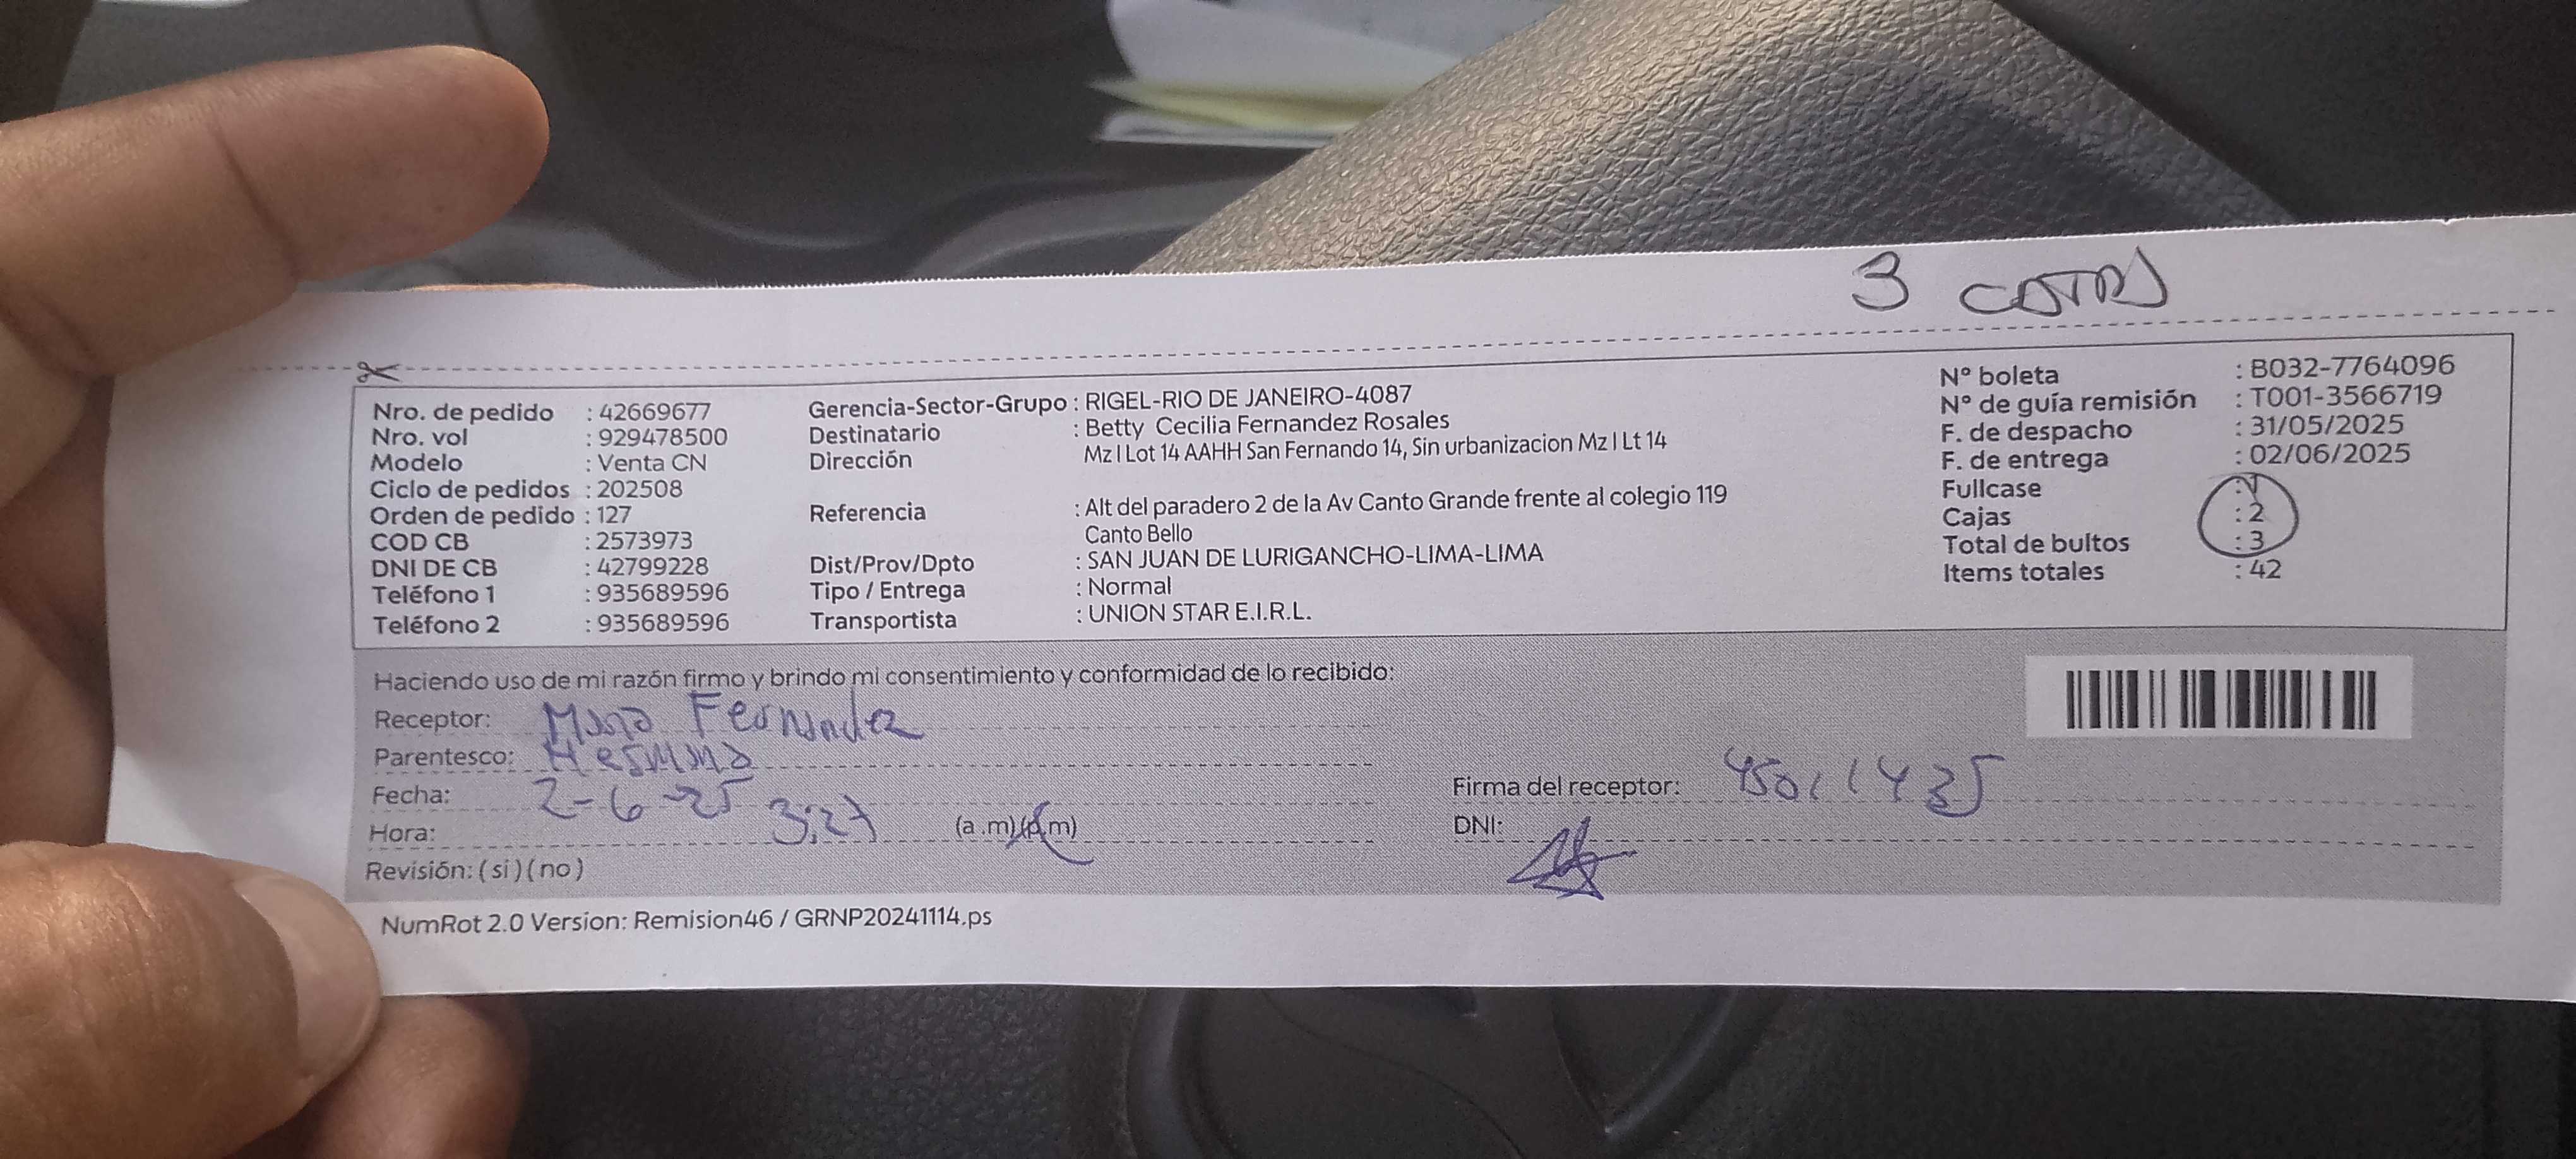 3 CAJAS
Nro. de pedido : 42669677
Nro. vol : 929478500
Modelo : Venta CN
Ciclo de pedidos : 202508
Orden de pedido : 127
COD CB : 2573973
DNI DE CB : 42799228
Teléfono 1 : 935689596
Teléfono 2 : 935689596
Gerencia-Sector-Grupo : RIGEL-RIO DE JANEIRO-4087
Destinatario : Betty Cecilia Fernandez Rosales
Dirección Mz I Lot 14 AAHH San Fernando 14, Sin urbanizacion Mz I Lt 14
Referencia : Alt del paradero 2 de la Av Canto Grande frente al colegio 119
Canto Bello
Dist/Prov/Dpto : SAN JUAN DE LURIGANCHO-LIMA-LIMA
Tipo / Entrega : Normal
Transportista : UNION STAR E.I.R.L.
Nº boleta : B032-7764096
Nº de guía remisión : T001-3566719
F. de despacho : 31/05/2025
F. de entrega : 02/06/2025
Fullcase : 1
Cajas : 2
Total de bultos : 3
Items totales : 42
Haciendo uso de mi razón firmo y brindo mi consentimiento y conformidad de lo recibido:
Receptor: Fernandez
Parentesco: Hermana
Fecha: 2-6-25
Hora: 3:27 (a.m) (p.m)
Revisión: (si) (no)
Firma del receptor: 45011435
DNI:
NumRot 2.0 Version: Remision46 / GRNP20241114.ps